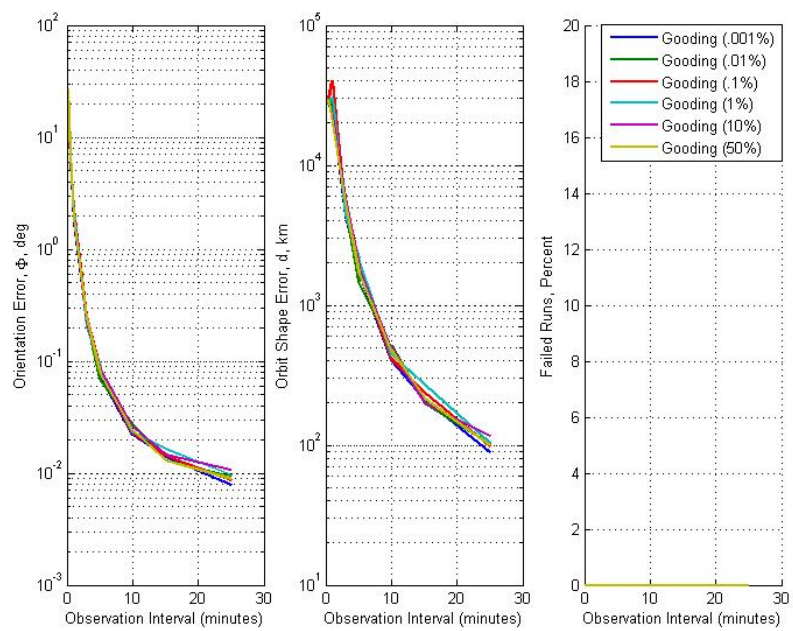 10^2
10^1
10^0
10^-1
10^-2
10^-3
0 10 20 30
Orientation Error, Φ, deg
Observation Interval (minutes)
10^5
10^4
10^3
10^2
10^1
0 10 20 30
Orbit Shape Error, d, km
Observation Interval (minutes)
20
18
16
14
12
10
8
6
4
2
0
0 10 20 30
Failed Runs, Percent
Observation Interval (minutes)
Gooding (.001%)
Gooding (.01%)
Gooding (.1%)
Gooding (1%)
Gooding (10%)
Gooding (50%)